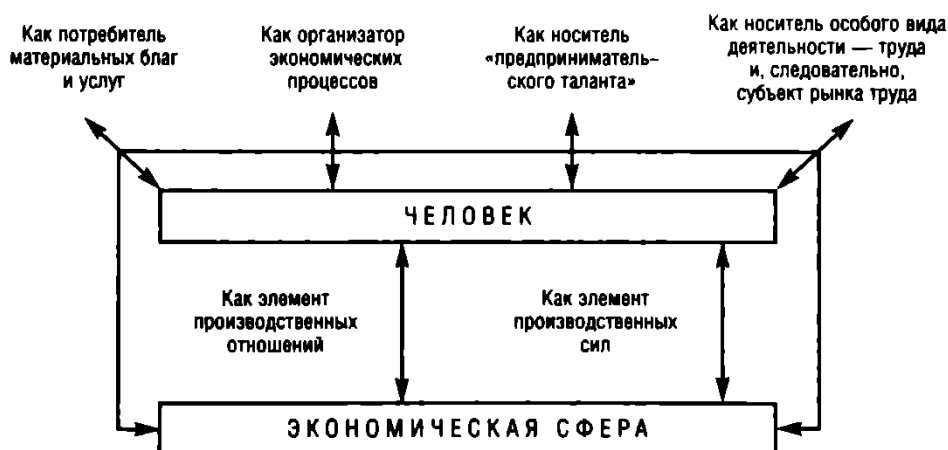 Как потребитель
материальных благ
и услуг
Как организатор
экономических
процессов
Как носитель
«предприниматель-
ского таланта»
Как носитель особого вида
деятельности — труда
и, следовательно,
субъект рынка труда
ЧЕЛОВЕК
Как элемент
производственных
отношений
Как элемент
производственных
сил
ЭКОНОМИЧЕСКАЯ СФЕРА